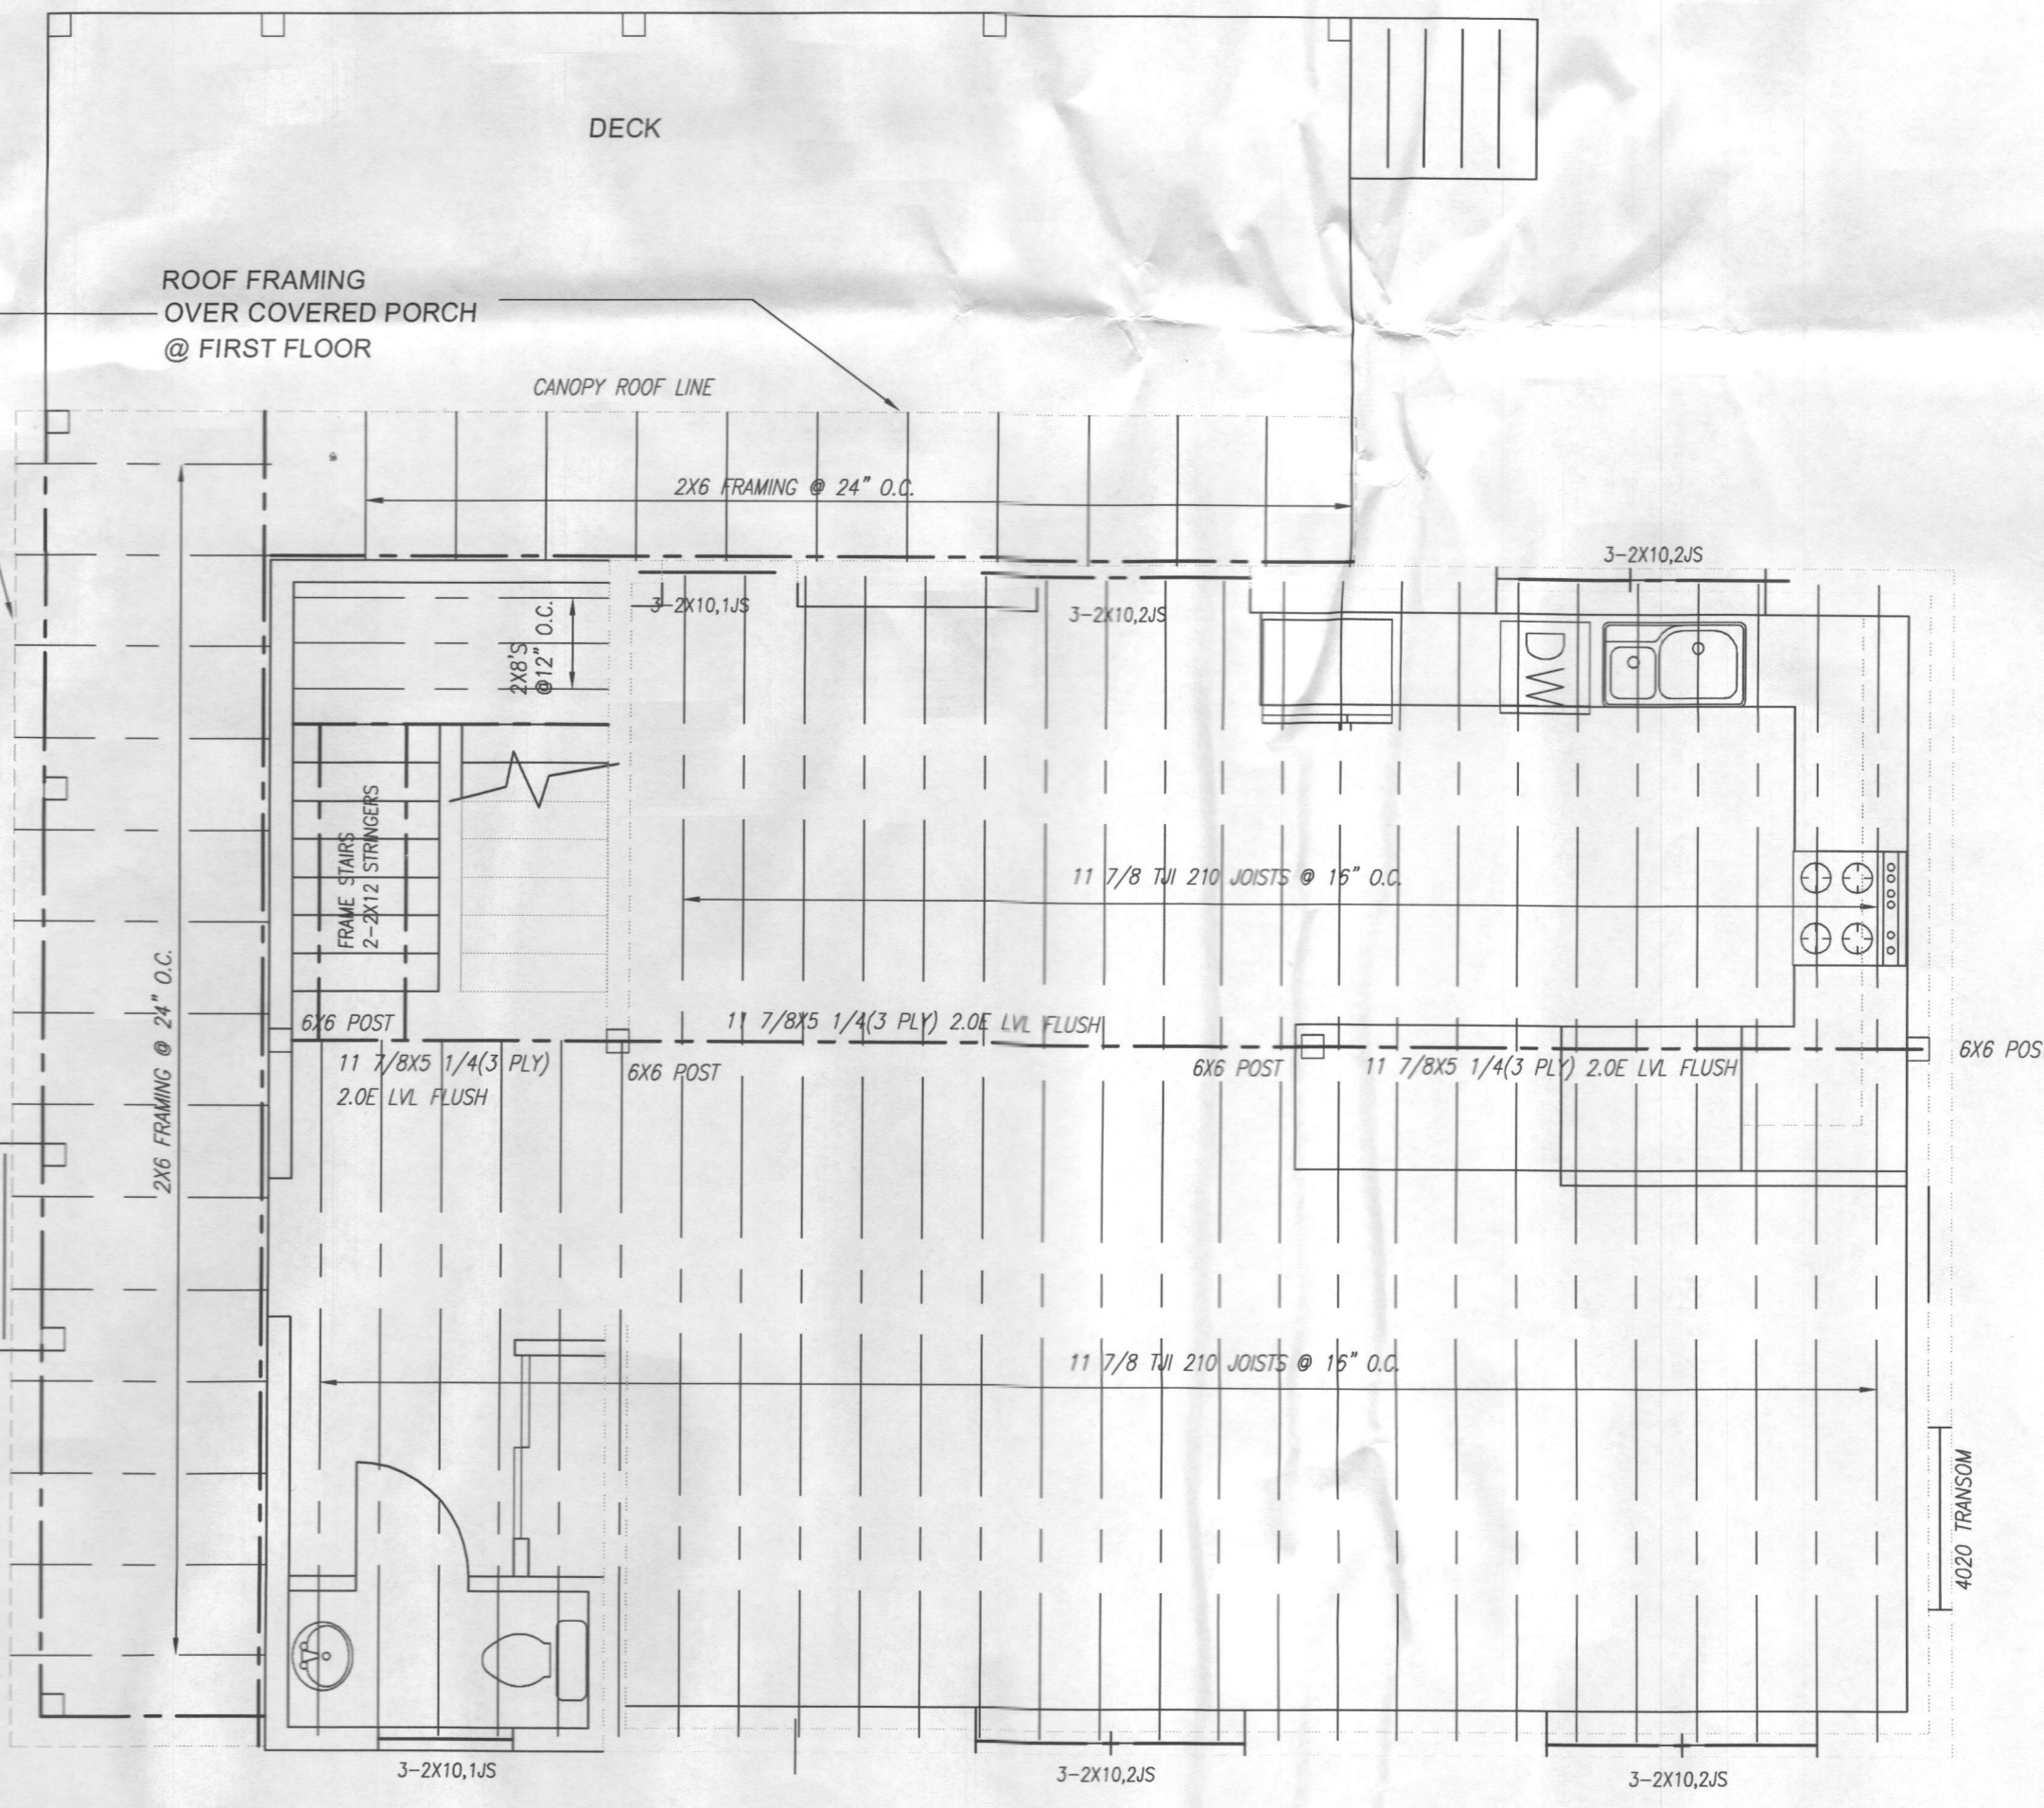 DECK
ROOF FRAMING
OVER COVERED PORCH
@ FIRST FLOOR
CANOPY ROOF LINE
2X6 FRAMING @ 24" O.C.
3-2X10,2JS
3-2X10,1JS
3-2X10,2JS
2X8'S
@12" O.C.
DW
FRAME STAIRS
2-2X12 STRINGERS
11 7/8 TJI 210 JOISTS @ 16" O.C.
2X6 FRAMING @ 24" O.C.
6X6 POST
11 7/8X5 1/4(3 PLY) 2.0E LVL FLUSH
6X6 POS
11 7/8X5 1/4(3 PLY)
2.0E LVL FLUSH
6X6 POST
6X6 POST
11 7/8X5 1/4(3 PLY) 2.0E LVL FLUSH
11 7/8 TJI 210 JOISTS @ 16" O.C.
4020 TRANSOM
3-2X10,1JS
3-2X10,2JS
3-2X10,2JS